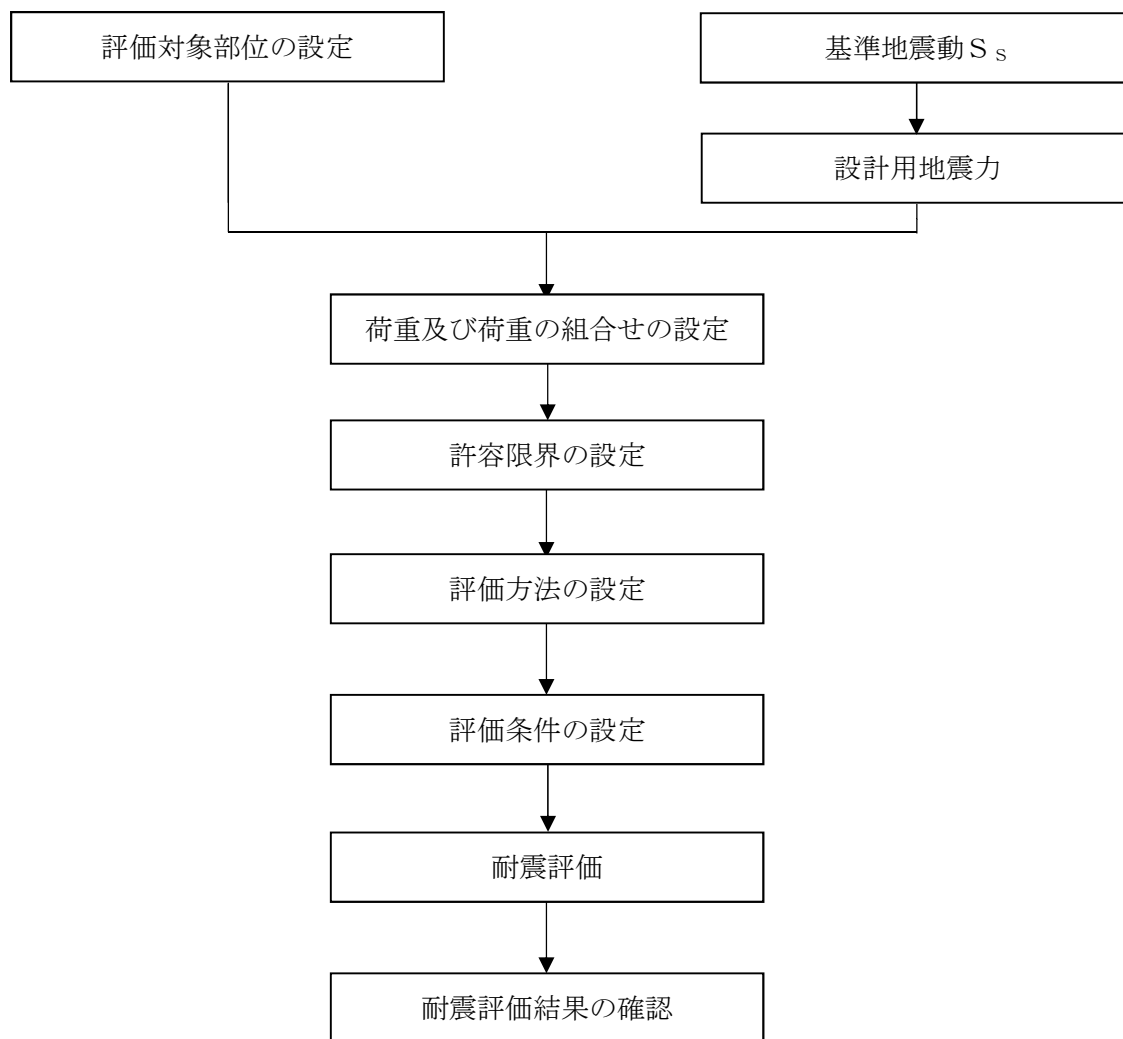 評価対象部位の設定
基準地震動Ｓｓ
設計用地震力
荷重及び荷重の組合せの設定
許容限界の設定
評価方法の設定
評価条件の設定
耐震評価
耐震評価結果の確認